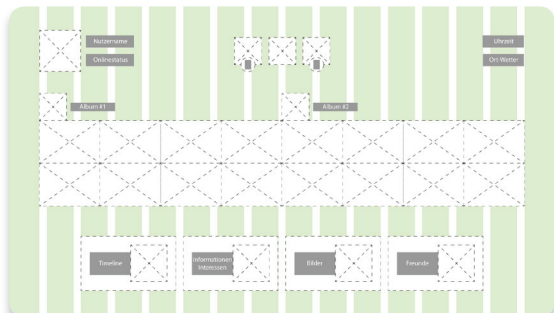 Nutzername
Onlinestatus
Uhrzeit
Ort Wetter
Album #1
Album #2
Timeline
Informationen
Interessen
Bilder
Freunde